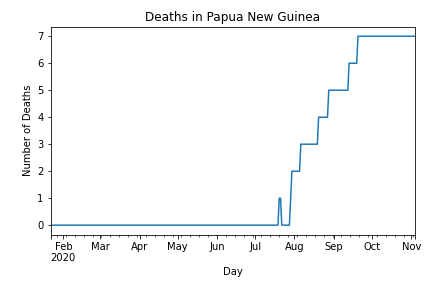 Deaths in Papua New Guinea
Number of Deaths
7
6
5
4
3
2
1
0
Feb Mar Apr May Jun Jul Aug Sep Oct Nov
2020
Day